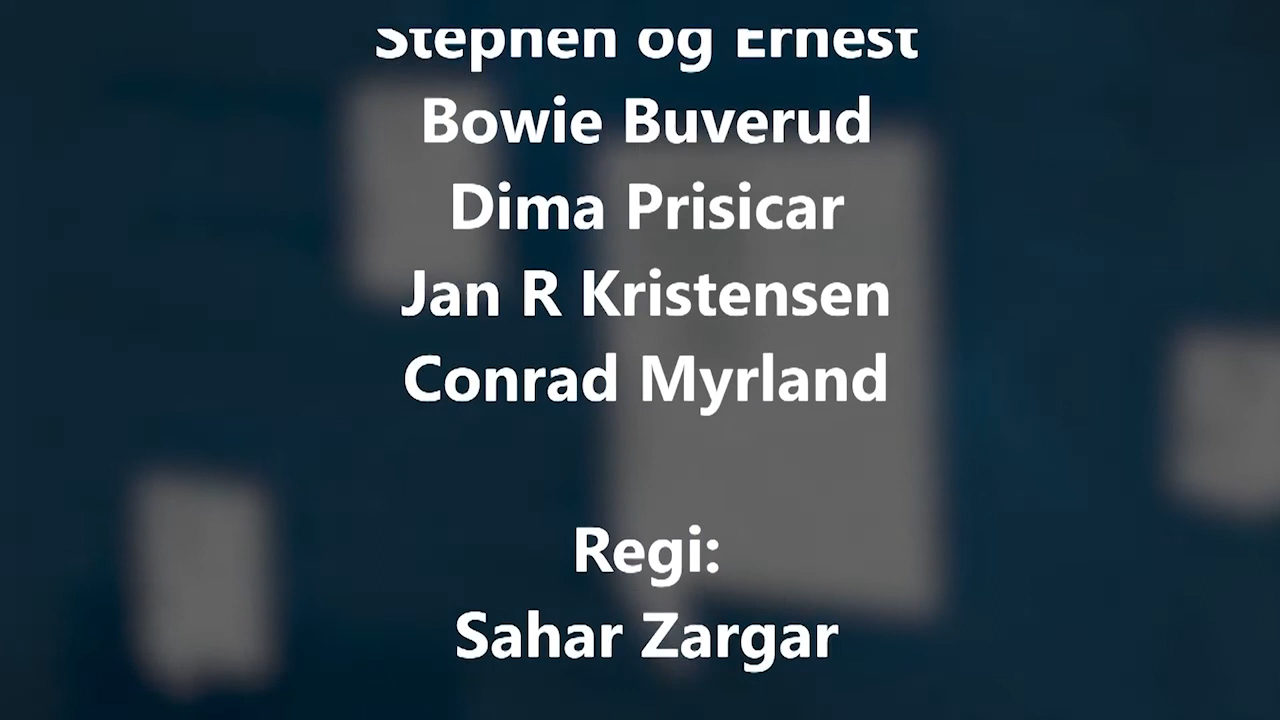 Stephen og Ernest
Bowie Buverud
Dima Prisicar
Jan R Kristensen
Conrad Myrland
Regi:
Sahar Zargar